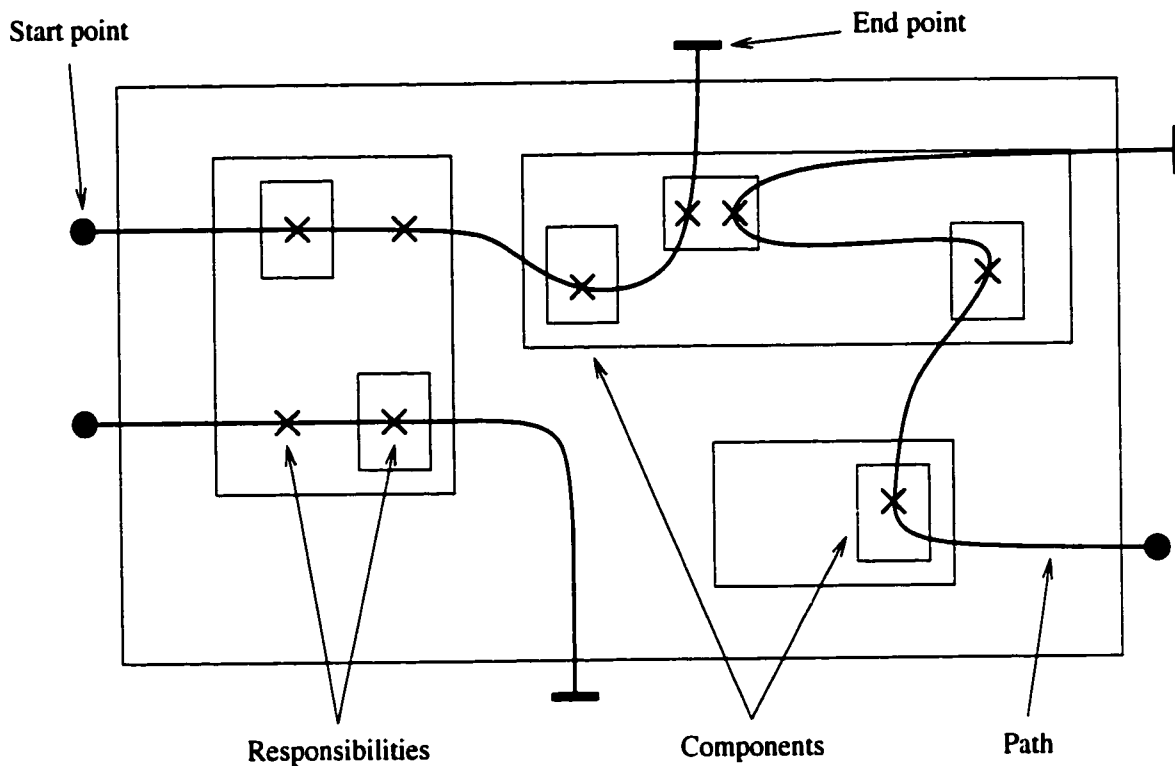 Start point
End point
Responsibilities
Components
Path